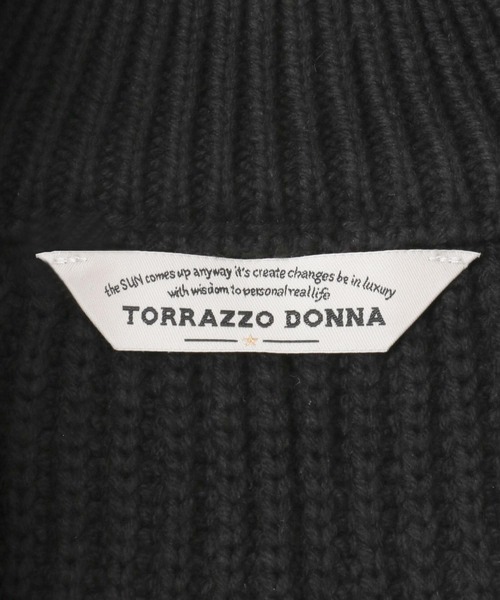 the SUN comes up anyway it's create changes be in luxury
with wisdom to personal real life
TORRAZZO DONNA